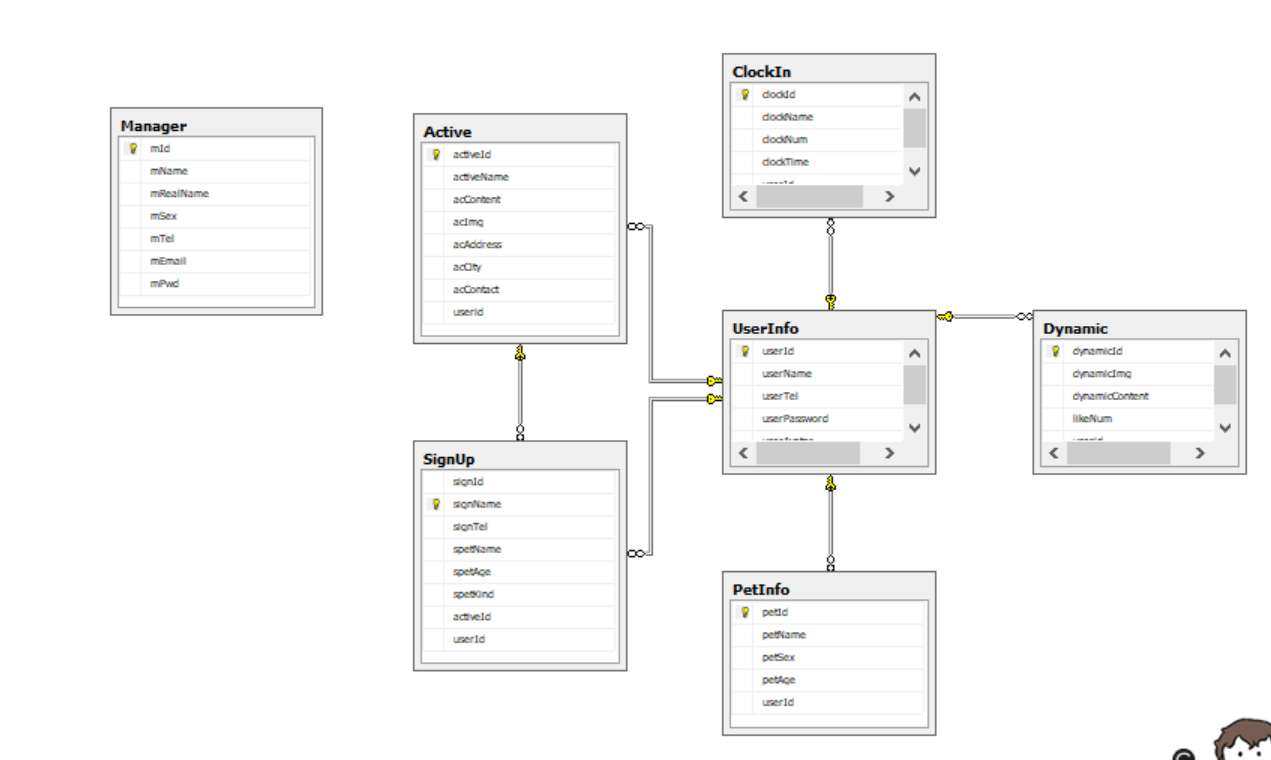 Manager
mId
mName
mRealName
mSex
mTel
mEmail
mPwd
Active
activeId
activeName
acContent
acImg
acAddress
acCity
acContact
userId
SignUp
signId
signName
signTel
spetName
spetAge
spetKind
activeId
userId
ClockIn
clockId
clockName
clockNum
clockTime
UserInfo
userId
userName
userTel
userPassword
PetInfo
petId
petName
petSex
petAge
userId
Dynamic
dynamicId
dynamicImg
dynamicContent
likeNum